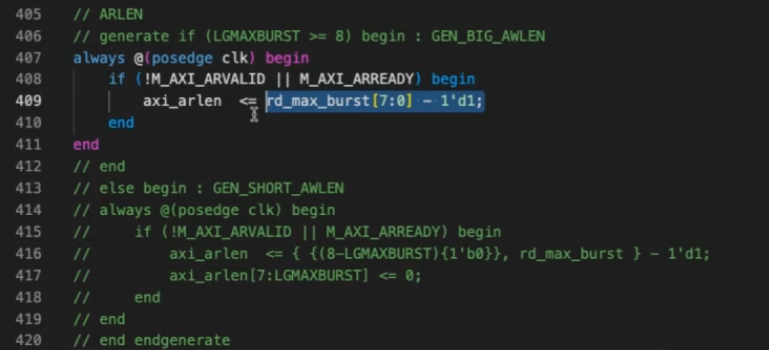 405 // ARLEN
406 // generate if (LGMAXBURST >= 8) begin : GEN_BIG_AWLEN
407 always @(posedge clk) begin
408 if (!M_AXI_ARVALID || M_AXI_ARREADY) begin
409 axi_arlen <= rd_max_burst[7:0] - 1'd1;
410 end
411 end
412 // end
413 // else begin : GEN_SHORT_AWLEN
414 // always @(posedge clk) begin
415 // if (!M_AXI_ARVALID || M_AXI_ARREADY) begin
416 // axi_arlen <= { {(8-LGMAXBURST){1'b0}}, rd_max_burst } - 1'd1;
417 // axi_arlen[7:LGMAXBURST] <= 0;
418 // end
419 // end
420 // end endgenerate